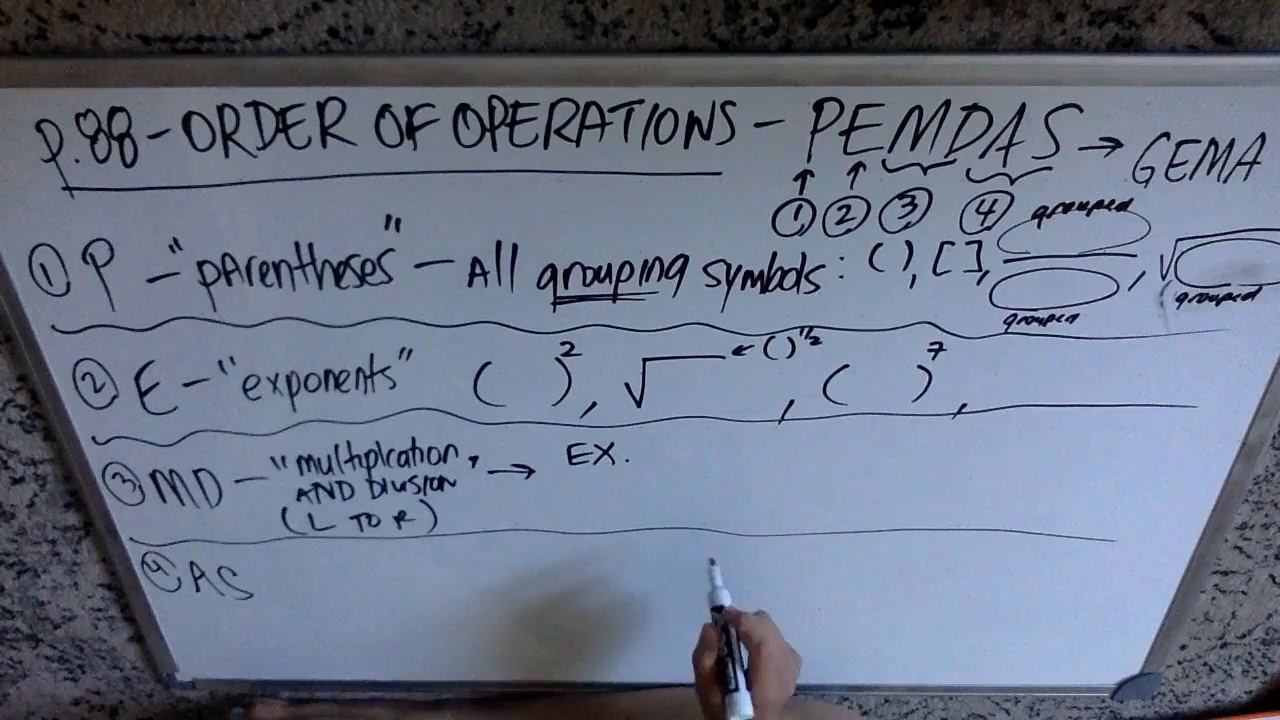 p.88 - ORDER OF OPERATIONS - PEMDAS → GEMA
① ② ③ ④
① P - "parentheses" - All grouping symbols: ( ), [ ], grouped grouped, √ grouped
② E - "exponents" ( )², √ ← ( )^1/2, ( )⁷,
③ MD - "multiplication, → EX.
AND Division
(L TO R)
④ AS